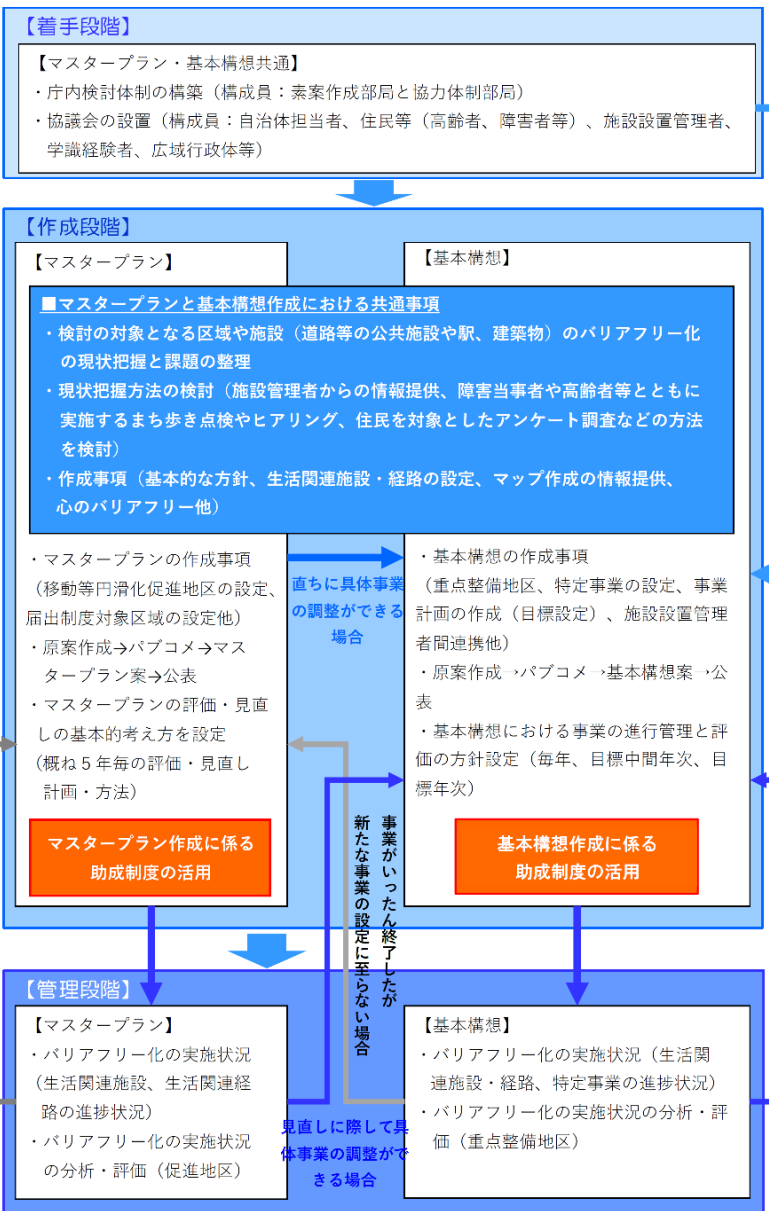 【着手段階】
【マスタープラン・基本構想共通】
・庁内検討体制の構築（構成員：素案作成部局と協力体制部局）
・協議会の設置（構成員：自治体担当者、住民等（高齢者、障害者等）、施設設置管理者、
学識経験者、広域行政体等）
【作成段階】
【マスタープラン】
【基本構想】
■マスタープランと基本構想作成における共通事項
・検討の対象となる区域や施設（道路等の公共施設や駅、建築物）のバリアフリー化
の現状把握と課題の整理
・現状把握方法の検討（施設管理者からの情報提供、障害当事者や高齢者等とともに
実施するまち歩き点検やヒアリング、住民を対象としたアンケート調査などの方法
を検討）
・作成事項（基本的な方針、生活関連施設・経路の設定、マップ作成の情報提供、
心のバリアフリー他）
・マスタープランの作成事項
（移動等円滑化促進地区の設定、
届出制度対象区域の設定他）
・原案作成→パブコメ→マス
タープラン案→公表
・マスタープランの評価・見直
しの基本的考え方を設定
（概ね５年毎の評価・見直し
計画・方法）
マスタープラン作成に係る
助成制度の活用
直ちに具体事業
の調整ができる
場合
・基本構想の作成事項
（重点整備地区、特定事業の設定、事業
計画の作成（目標設定）、施設設置管理
者間連携他）
・原案作成→パブコメ→基本構想案→公
表
・基本構想における事業の進行管理と評
価の方針設定（毎年、目標中間年次、目
標年次）
基本構想作成に係る
助成制度の活用
事業がいったん終了したが
新たな事業の設定に至らない場合
【管理段階】
【マスタープラン】
・バリアフリー化の実施状況
（生活関連施設、生活関連経
路の進捗状況）
・バリアフリー化の実施状況
の分析・評価（促進地区）
見直しに際して具
体事業の調整がで
きる場合
【基本構想】
・バリアフリー化の実施状況（生活関
連施設・経路、特定事業の進捗状況）
・バリアフリー化の実施状況の分析・評
価（重点整備地区）